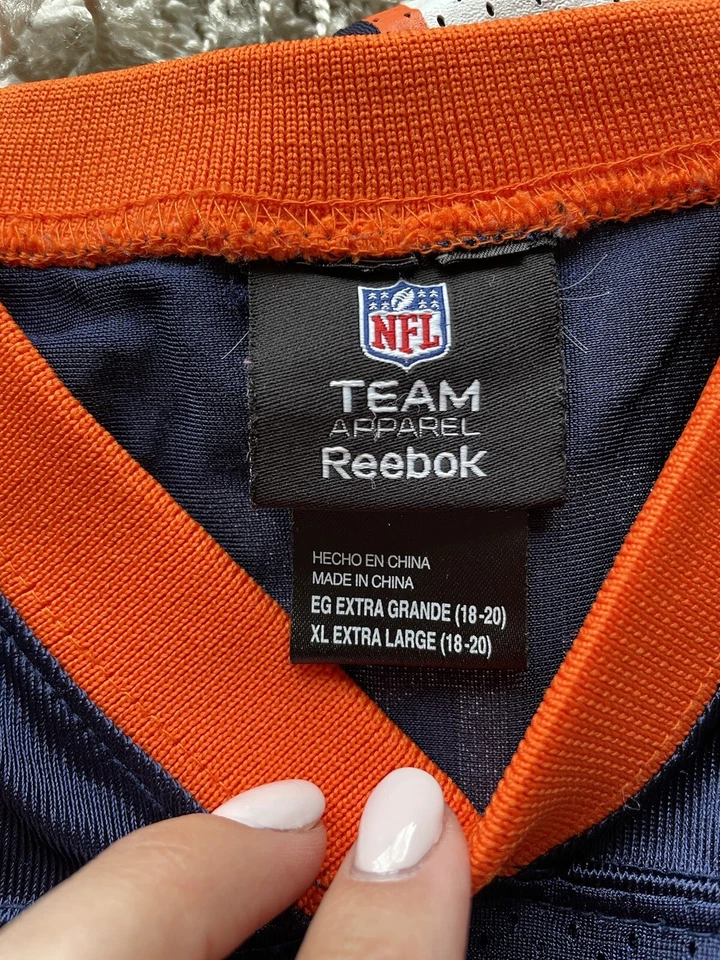 NFL
TEAM
APPAREL
Reebok
HECHO EN CHINA
MADE IN CHINA
EG EXTRA GRANDE (18-20)
XL EXTRA LARGE (18-20)